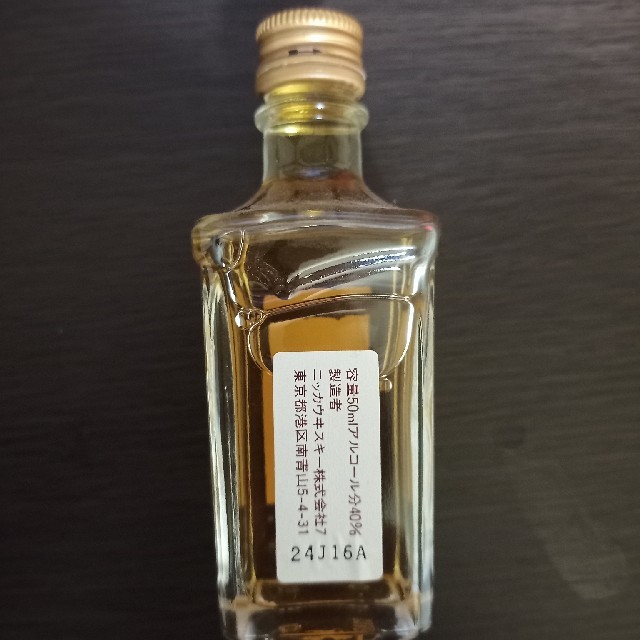 容量50mlアルコール分40%
製造者
ニッカウヰスキー株式会社7
東京都港区南青山5-4-31
24J16A